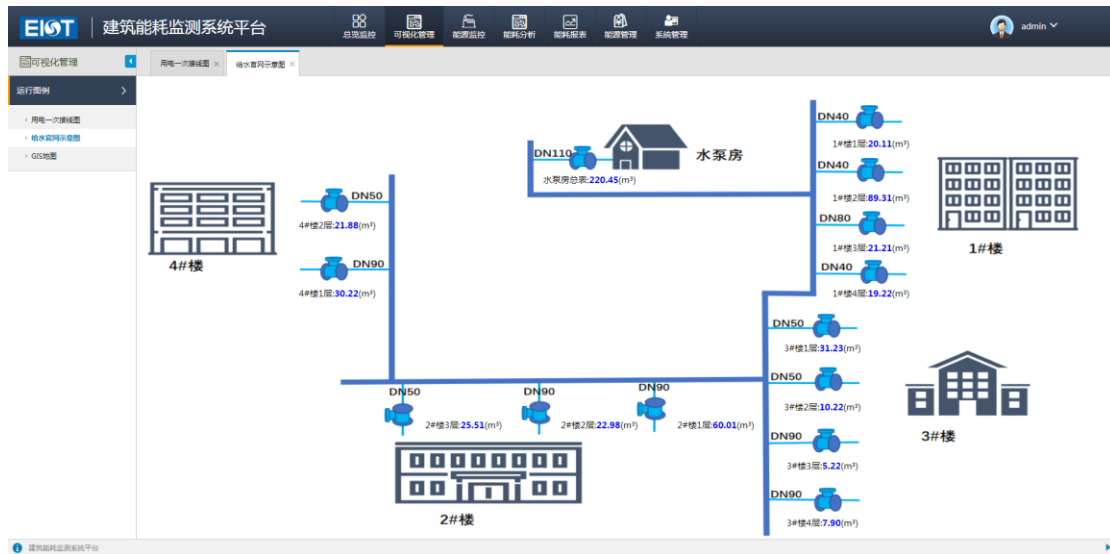 EIOT 建筑能耗监测系统平台
总览监控 可视化管理 能源监控 能耗分析 能耗报表 能源管理 系统管理
admin
可视化管理
用电一次接线图 × 给水官网示意图 ×
运行图例
用电一次接线图
给水官网示意图
GIS地图
DN110
水泵房
水泵房总表:220.45(m³)
DN40
1#楼1层:20.11(m³)
DN40
1#楼2层:89.31(m³)
DN80
1#楼3层:21.21(m³)
DN40
1#楼4层:19.22(m³)
1#楼
DN50
4#楼2层:21.88(m³)
DN90
4#楼1层:30.22(m³)
4#楼
DN50
3#楼1层:31.23(m³)
DN50
3#楼2层:10.22(m³)
DN90
3#楼3层:5.22(m³)
DN90
3#楼4层:7.90(m³)
3#楼
DN50 DN90 DN90
2#楼3层:25.51(m³) 2#楼2层:22.98(m³) 2#楼1层:60.01(m³)
2#楼
建筑能耗监测系统平台